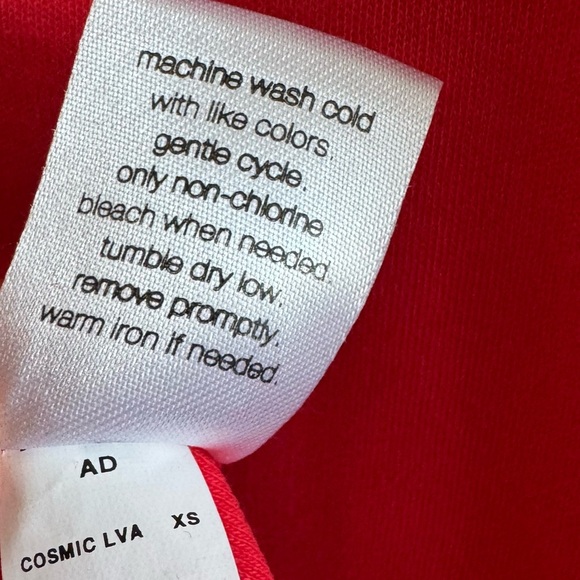 machine wash cold
with like colors.
gentle cycle.
only non-chlorine
bleach when needed.
tumble dry low.
remove promptly.
warm iron if needed.
AD
COSMIC LVA XS